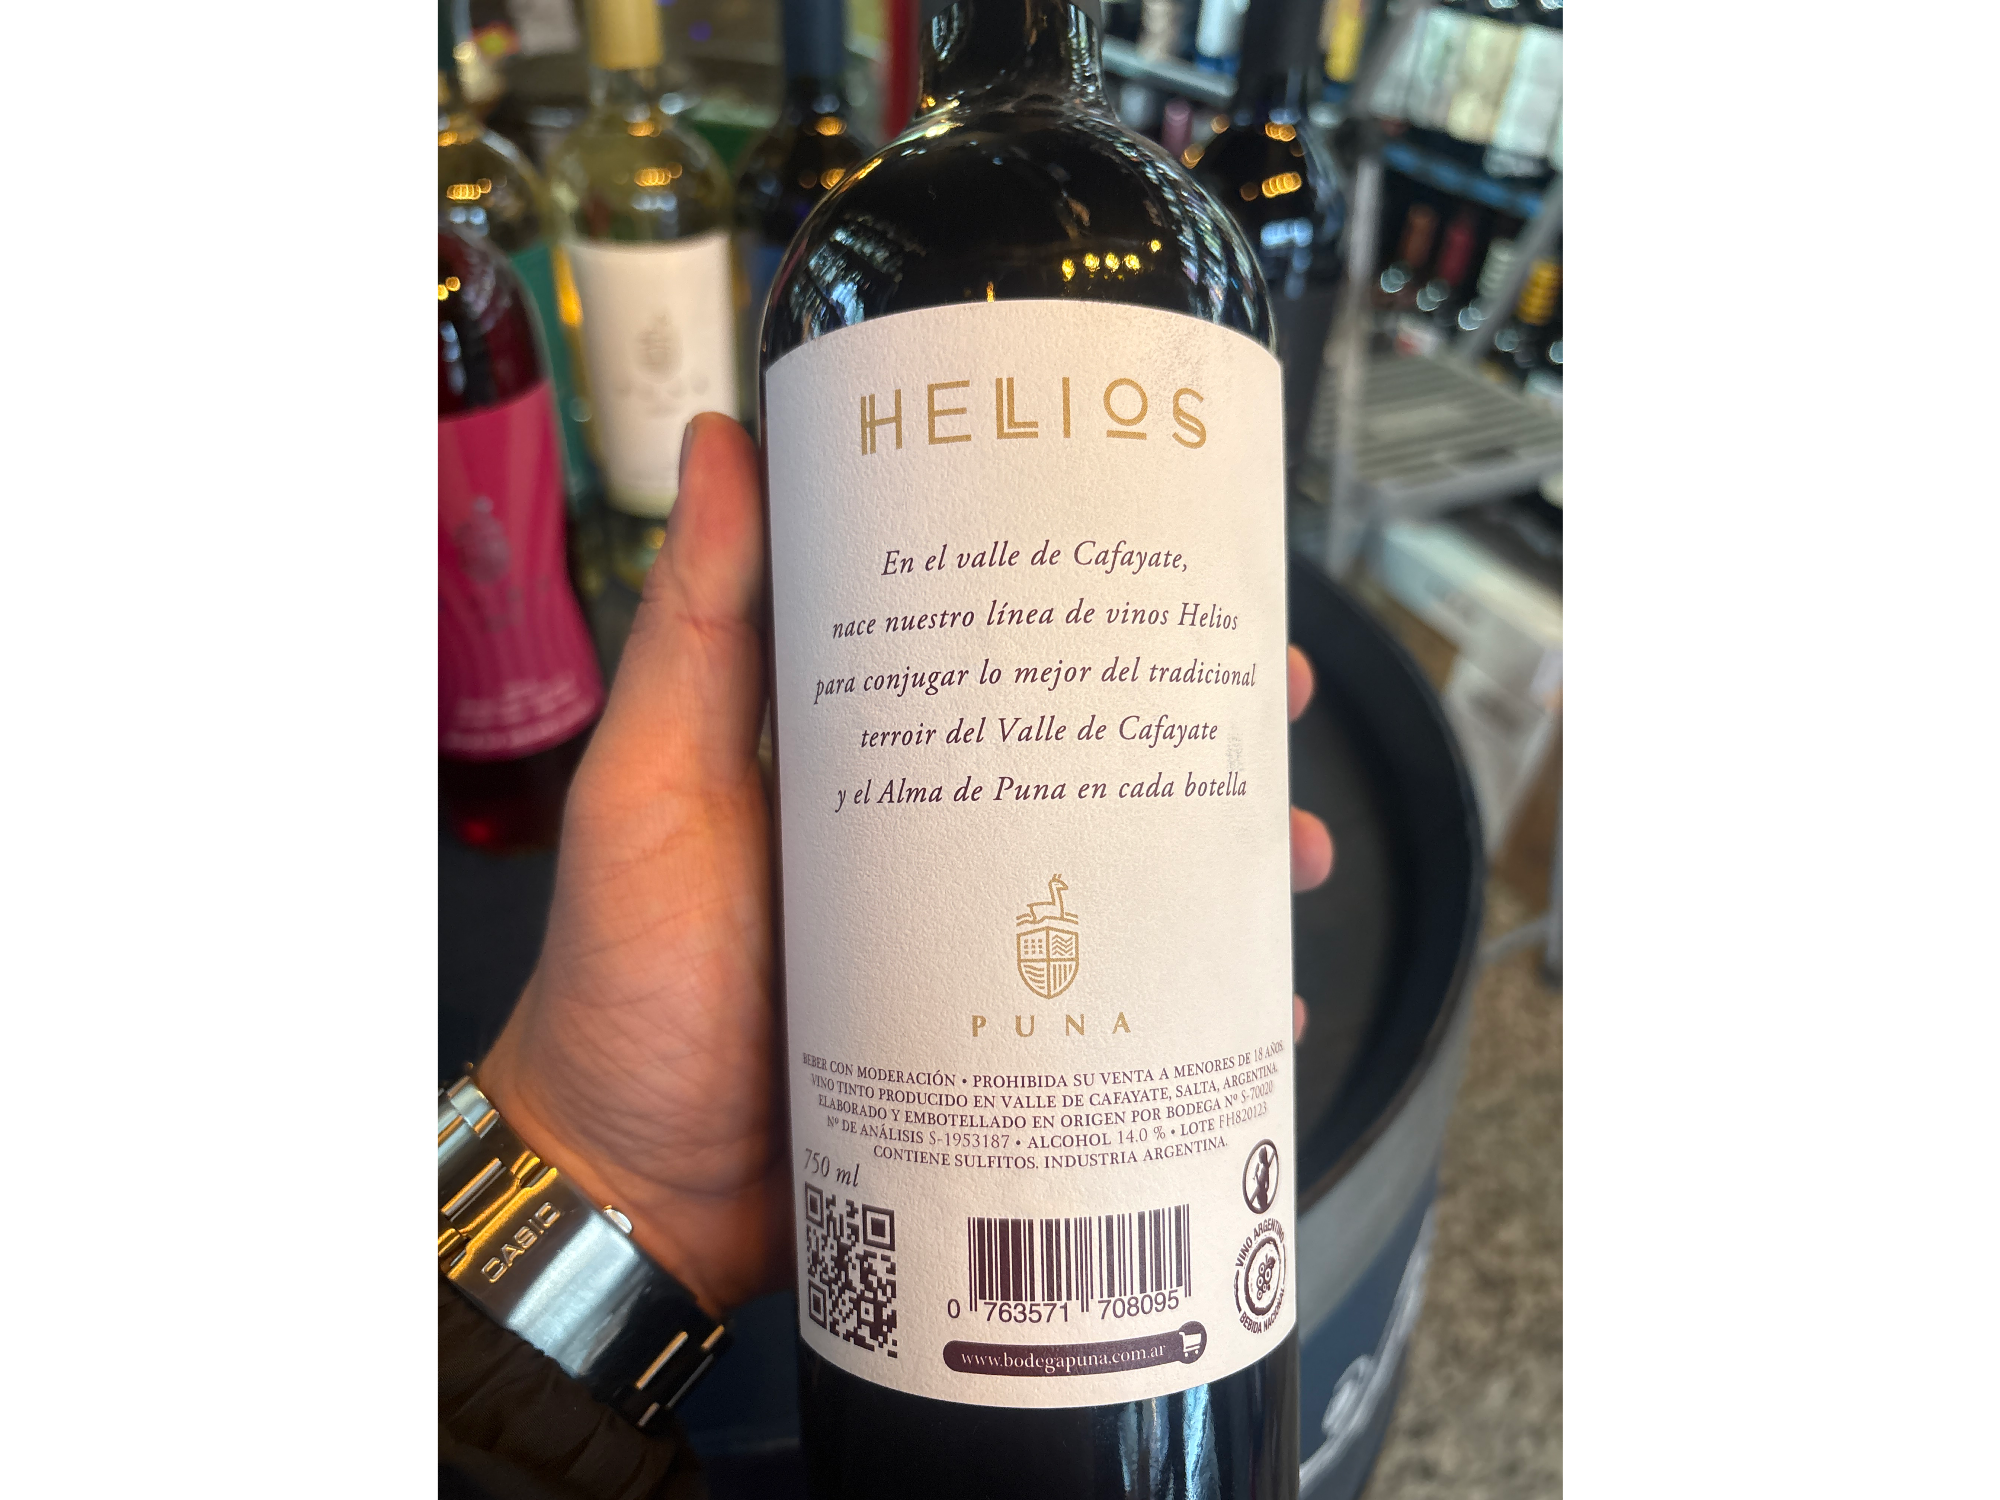 HELIOS
En el valle de Cafayate,
nace nuestro línea de vinos Helios
para conjugar lo mejor del tradicional
terroir del Valle de Cafayate
y el Alma de Puna en cada botella
PUNA
BEBER CON MODERACIÓN • PROHIBIDA SU VENTA A MENORES DE 18 AÑOS.
VINO TINTO PRODUCIDO EN VALLE DE CAFAYATE, SALTA, ARGENTINA.
ELABORADO Y EMBOTELLADO EN ORIGEN POR BODEGA Nº S-70020
Nº DE ANÁLISIS S-1953187 • ALCOHOL 14.0 % • LOTE FH820123
CONTIENE SULFITOS. INDUSTRIA ARGENTINA.
750 ml
VINO ARGENTINO
BEBIDA NACIONAL
0 763571 708095
www.bodegapuna.com.ar
CASIO